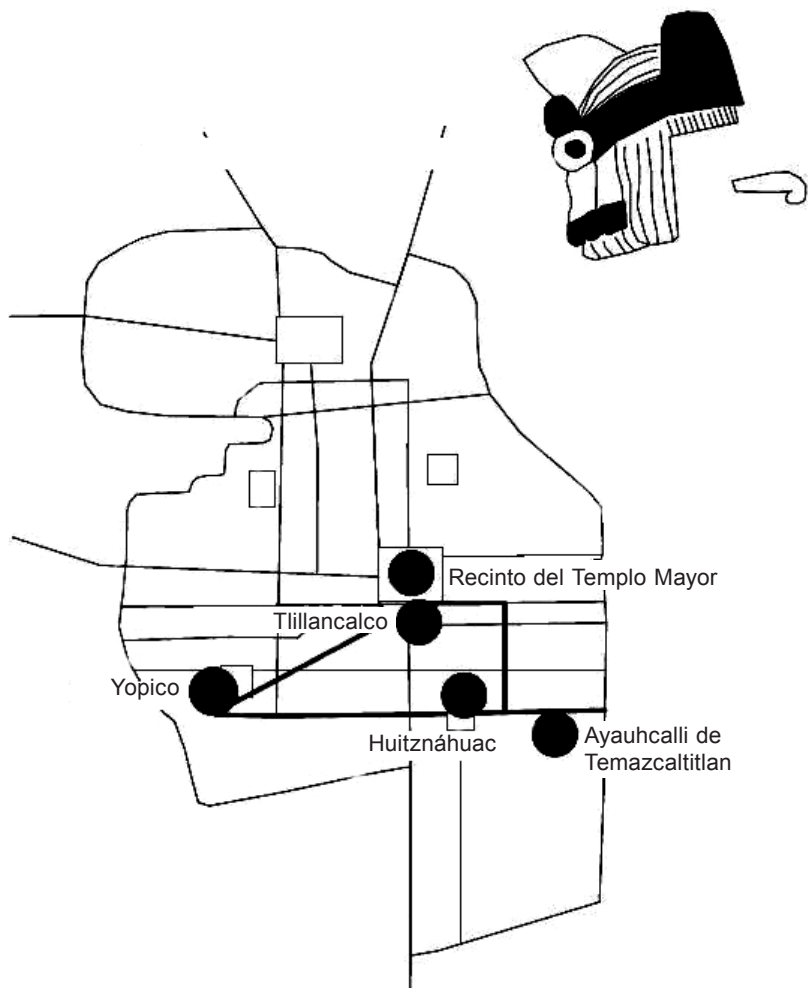 Recinto del Templo Mayor
Tlillancalco
Yopico
Huitznáhuac
Ayauhcalli de
Temazcaltitlan